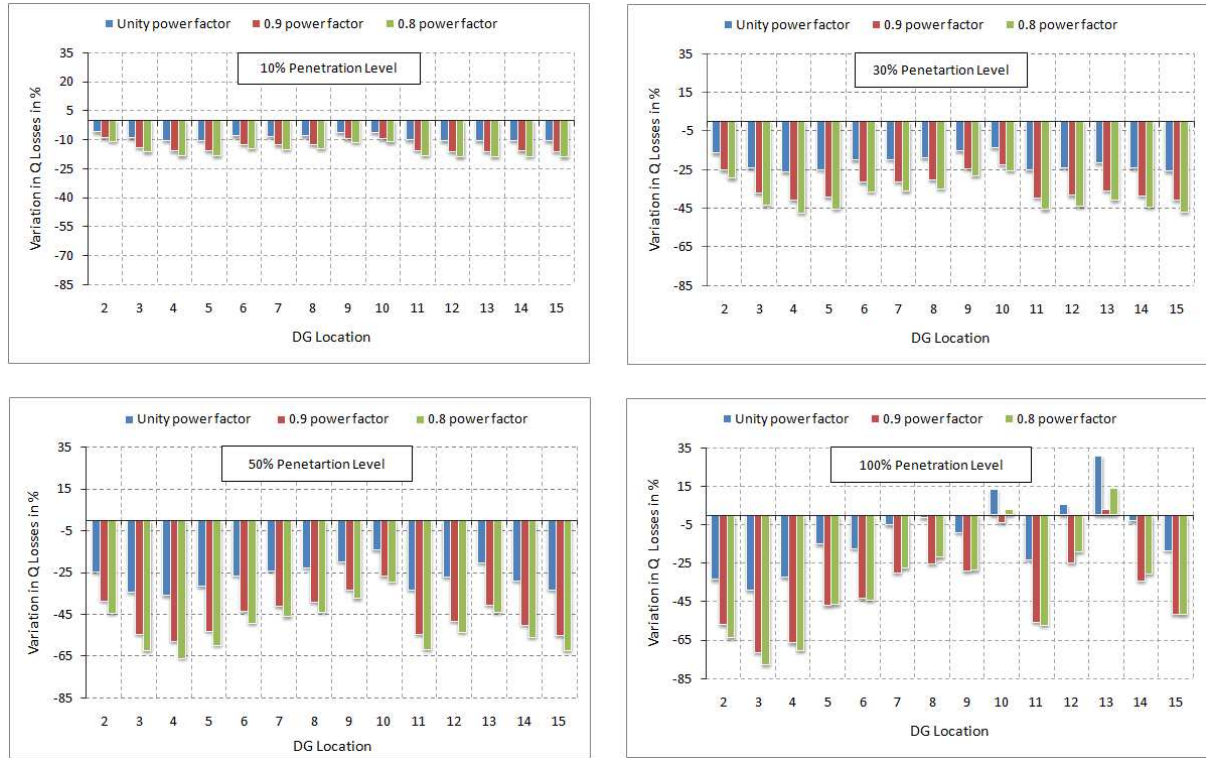 Unity power factor 0.9 power factor 0.8 power factor
10% Penetration Level
Variation in Q Losses in %
35
20
5
-10
-25
-40
-55
-70
-85
2 3 4 5 6 7 8 9 10 11 12 13 14 15
DG Location
Unity power factor 0.9 power factor 0.8 power factor
30% Penetartion Level
Variation in Q Losses in %
35
15
-5
-25
-45
-65
-85
2 3 4 5 6 7 8 9 10 11 12 13 14 15
DG Location
Unity power factor 0.9 power factor 0.8 power factor
50% Penetartion Level
Variation in Q Losses in %
35
15
-5
-25
-45
-65
-85
2 3 4 5 6 7 8 9 10 11 12 13 14 15
DG Location
Unity power factor 0.9 power factor 0.8 power factor
100% Penetration Level
Variation in Q Losses in %
35
15
-5
-25
-45
-65
-85
2 3 4 5 6 7 8 9 10 11 12 13 14 15
DG Location